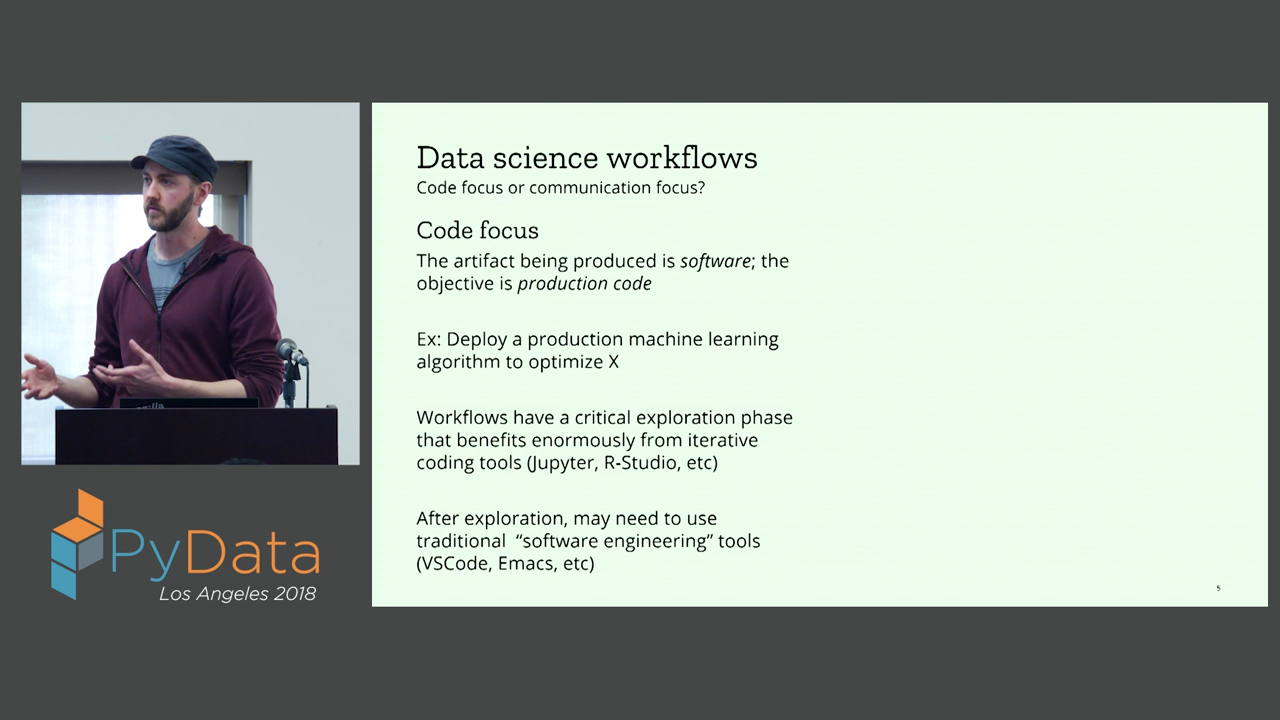 Data science workflows
Code focus or communication focus?
Code focus
The artifact being produced is software; the
objective is production code
Ex: Deploy a production machine learning
algorithm to optimize X
Workflows have a critical exploration phase
that benefits enormously from iterative
coding tools (Jupyter, R-Studio, etc)
After exploration, may need to use
traditional “software engineering” tools
(VSCode, Emacs, etc)
5
PyData
Los Angeles 2018